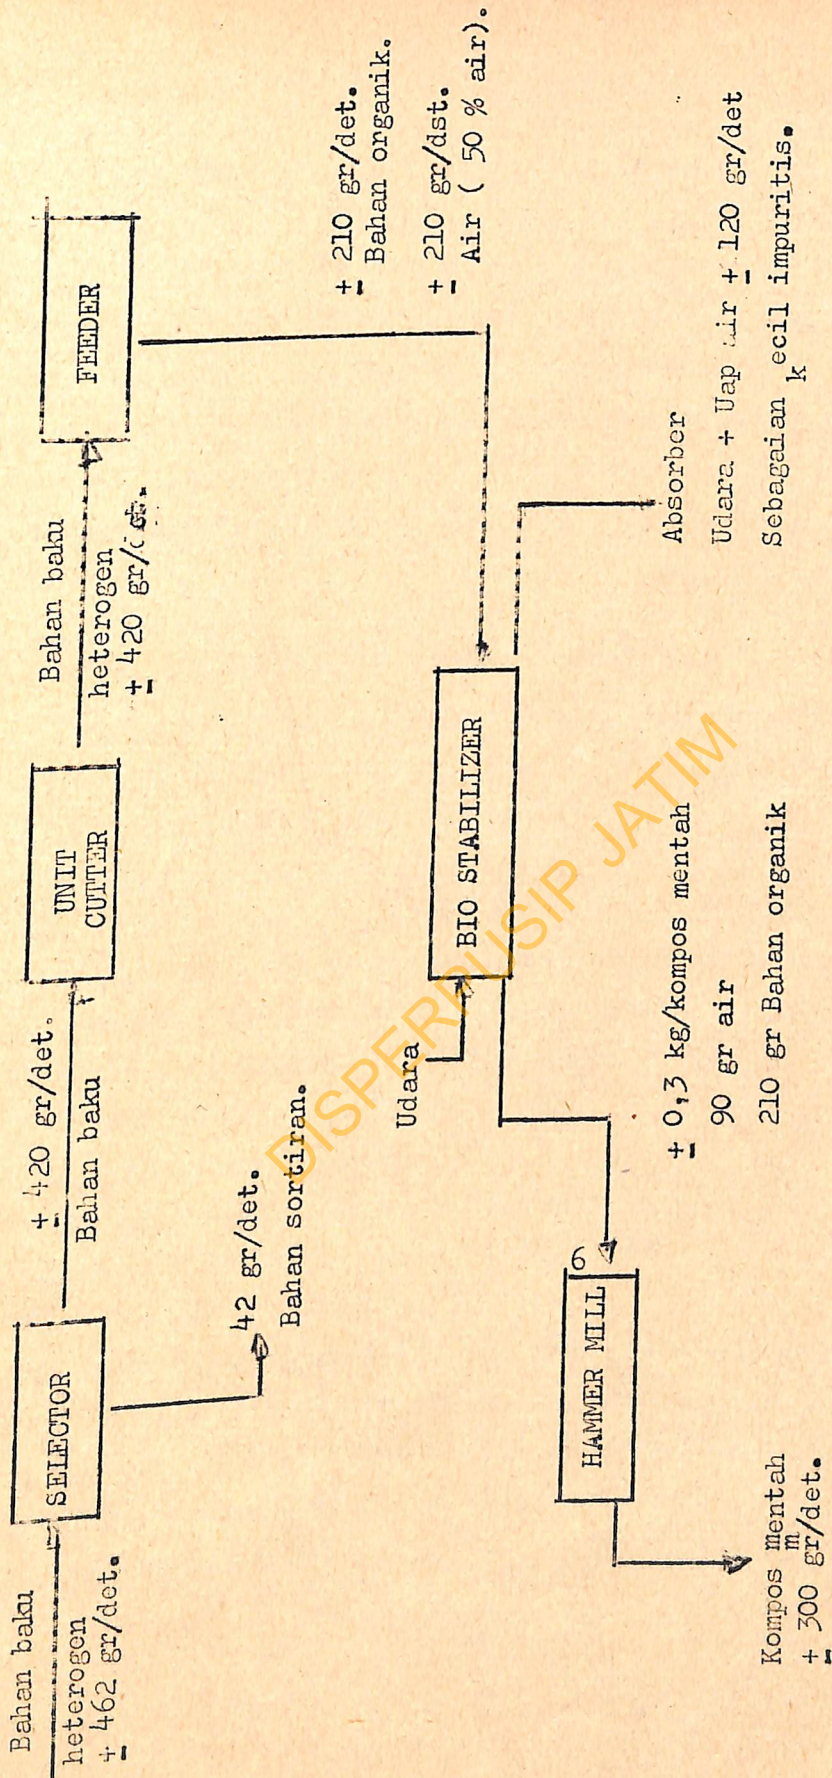 Bahan baku
heterogen
± 462 gr/det.
SELECTOR
± 420 gr/det.
Bahan baku
42 gr/det.
Bahan sortiran.
UNIT
CUTTER
Bahan baku
heterogen
± 420 gr/
FEEDER
± 210 gr/det.
Bahan organik.
± 210 gr/dst.
Air ( 50 % air).
Udara
BIO STABILIZER
Absorber
Udara + Uap ± 120 gr/det
Sebagaian kecil impuritis.
± 0,3 kg/kompos mentah
90 gr air
210 gr Bahan organik
6
HAMMER MILL
Kompos mentah
m
± 300 gr/det.
DISPERPUSIP JATIM